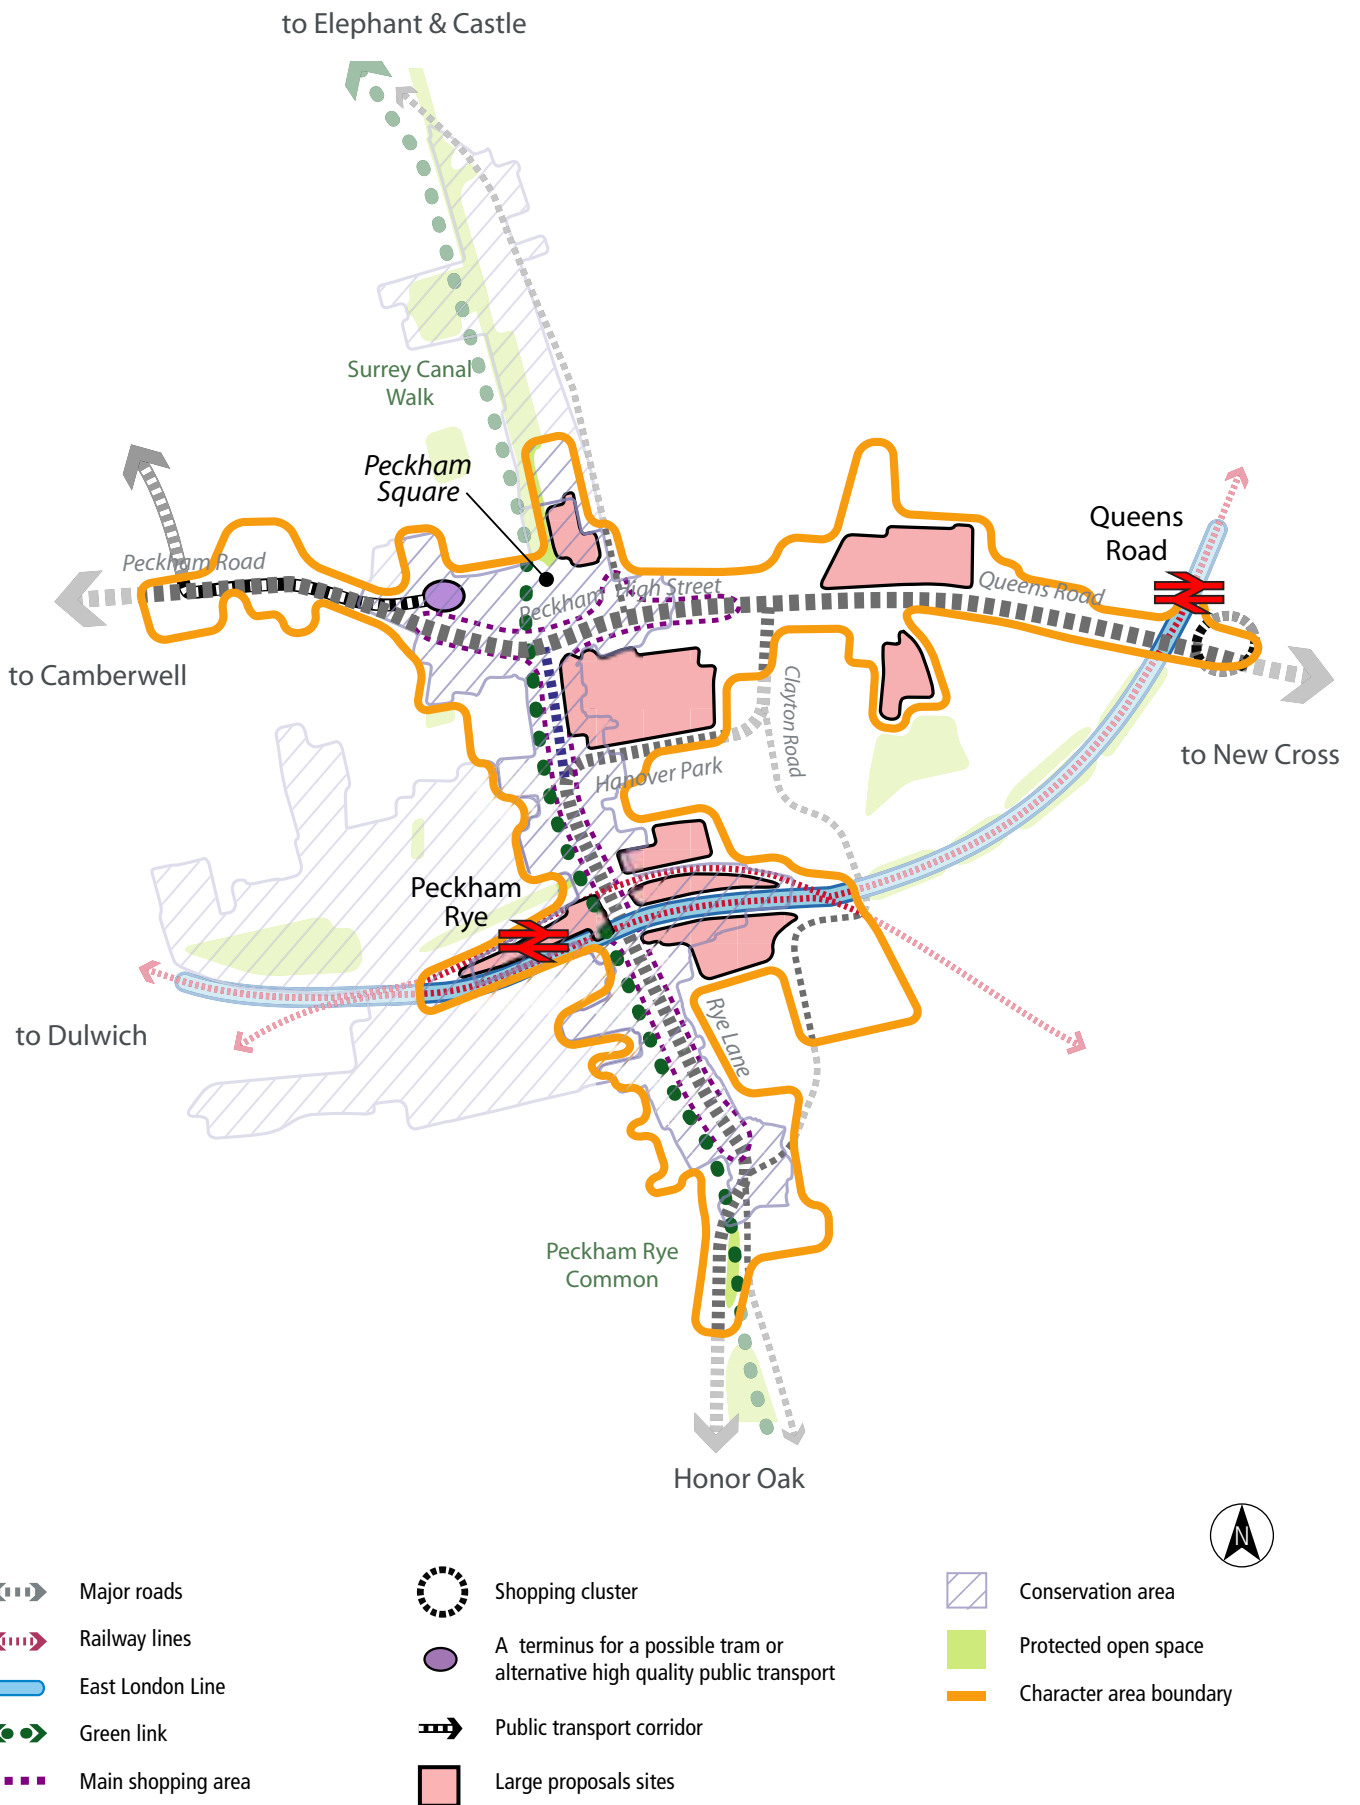 to Elephant & Castle
Surrey Canal
Walk
Peckham
Square
Peckham Road
Queens
Road
Peckham High Street
Queens Road
to Camberwell
Clayton Road
to New Cross
Hanover Park
Peckham
Rye
Rye Lane
to Dulwich
Peckham Rye
Common
Honor Oak
N
Major roads
Railway lines
East London Line
Green link
Main shopping area
Shopping cluster
A terminus for a possible tram or
alternative high quality public transport
Public transport corridor
Large proposals sites
Conservation area
Protected open space
Character area boundary